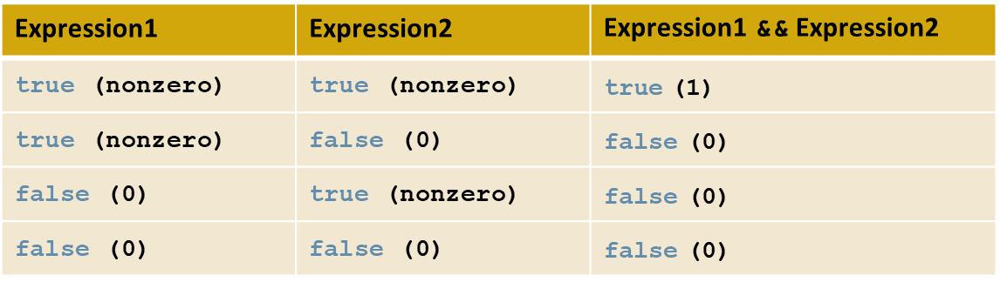 Expression1 Expression2 Expression1 && Expression2
true (nonzero) true (nonzero) true (1)
true (nonzero) false (0) false (0)
false (0) true (nonzero) false (0)
false (0) false (0) false (0)